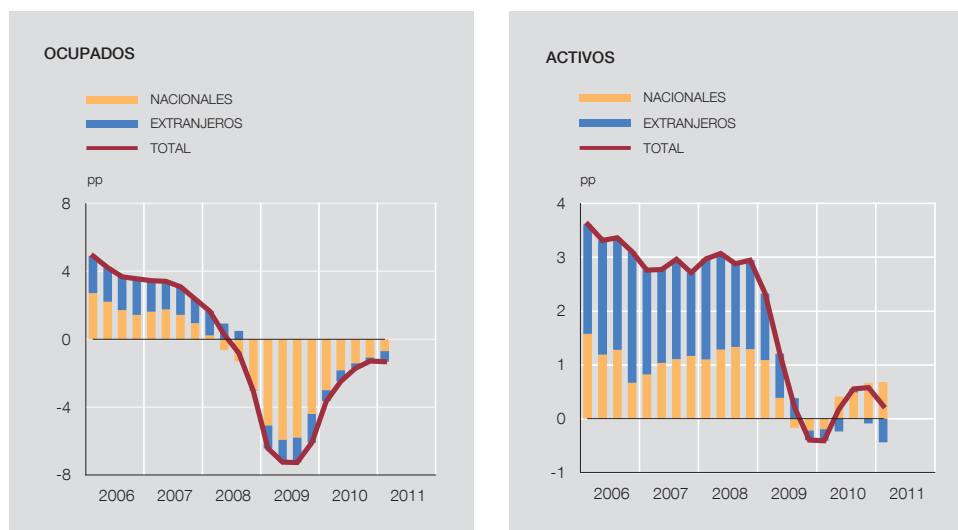 OCUPADOS
NACIONALES
EXTRANJEROS
TOTAL
pp
8
4
0
-4
-8
2006 2007 2008 2009 2010 2011
ACTIVOS
NACIONALES
EXTRANJEROS
TOTAL
pp
4
3
2
1
0
-1
2006 2007 2008 2009 2010 2011